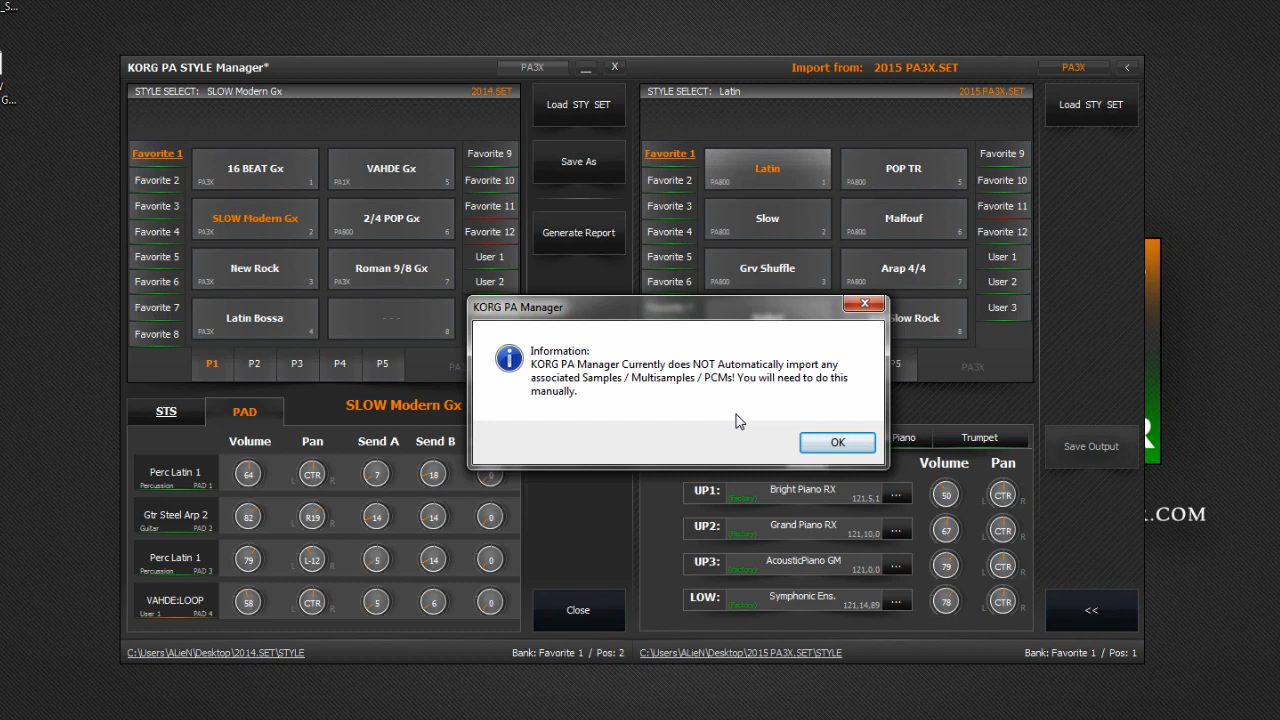 _S...
G...
KORG PA STYLE Manager*
PA3X
X
Import from: 2015 PA3X.SET
PA3X
<
STYLE SELECT: SLOW Modern Gx
2014.SET
Load STY SET
STYLE SELECT: Latin
2015 PA3X.SET
Load STY SET
Favorite 1
16 BEAT Gx
PA3X 1
VAHDE Gx
PA1X 5
Favorite 9
Favorite 2
Favorite 10
Save As
Favorite 1
Latin
PA800 1
POP TR
PA800 5
Favorite 9
Favorite 2
Favorite 10
Favorite 3
SLOW Modern Gx
PA3X 2
2/4 POP Gx
PA800 6
Favorite 11
Favorite 4
Favorite 12
Generate Report
Favorite 3
Slow
PA800 2
Malfouf
PA800 6
Favorite 11
Favorite 4
Favorite 12
Favorite 5
New Rock
PA3X 3
Roman 9/8 Gx
PA3X 7
User 1
Favorite 6
User 2
Favorite 5
Grv Shuffle
PA800 3
Arap 4/4
PA800 7
User 1
Favorite 6
User 2
Favorite 7
Latin Bossa
PA3X 4
- - -
8
Favorite 8
Slow Rock
8
User 3
P1 P2 P3 P4 P5
PA3X
KORG PA Manager
Information:
KORG PA Manager Currently does NOT Automatically import any
associated Samples / Multisamples / PCMs! You will need to do this
manually.
OK
STS
PAD
SLOW Modern Gx
Volume Pan Send A Send B
Perc Latin 1
Percussion PAD 1
64 L CTR R 7 18 0
Gtr Steel Arp 2
Guitar PAD 2
82 L R19 R 14 14 0
Perc Latin 1
Percussion PAD 3
79 L L-12 R 5 14 0
VAHDE:LOOP
User 1 PAD 4
58 L CTR R 5 6 0
Close
Piano
Trumpet
Volume Pan
UP1: Bright Piano RX
(Factory) 121,5,1 ...
50 L CTR R
UP2: Grand Piano RX
(Factory) 121,10,0 ...
67 L CTR R
UP3: AcousticPiano GM
(Factory) 121,0,0 ...
79 L CTR R
LOW: Symphonic Ens.
(Factory) 121,14,89 ...
78 L CTR R
Save Output
R.COM
<<
C:\Users\ALieN\Desktop\2014.SET\STYLE
Bank: Favorite 1 / Pos: 2
C:\Users\ALieN\Desktop\2015 PA3X.SET\STYLE
Bank: Favorite 1 / Pos: 1